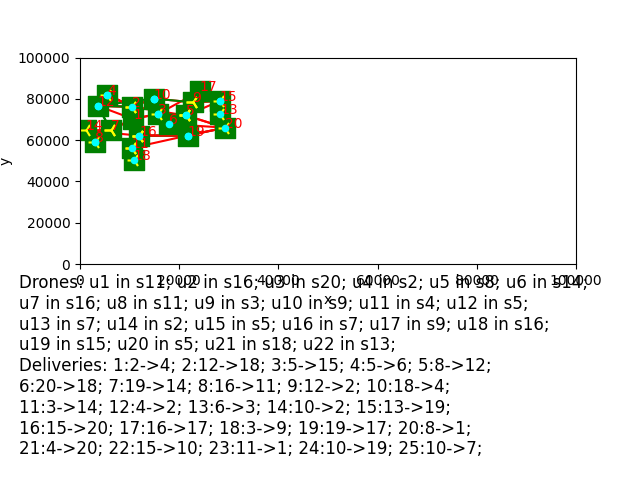 100000
80000
60000
40000
20000
0
y
0 20000 40000 60000 80000 100000
x
Drones: u1 in s11; u2 in s16; u3 in s20; u4 in s2; u5 in s8; u6 in s14;
u7 in s16; u8 in s11; u9 in s3; u10 in s9; u11 in s4; u12 in s5;
u13 in s7; u14 in s2; u15 in s5; u16 in s7; u17 in s9; u18 in s16;
u19 in s15; u20 in s5; u21 in s18; u22 in s13;
Deliveries: 1:2->4; 2:12->18; 3:5->15; 4:5->6; 5:8->12;
6:20->18; 7:19->14; 8:16->11; 9:12->2; 10:18->4;
11:3->14; 12:4->2; 13:6->3; 14:10->2; 15:13->19;
16:15->20; 17:16->17; 18:3->9; 19:19->17; 20:8->1;
21:4->20; 22:15->10; 23:11->1; 24:10->19; 25:10->7;